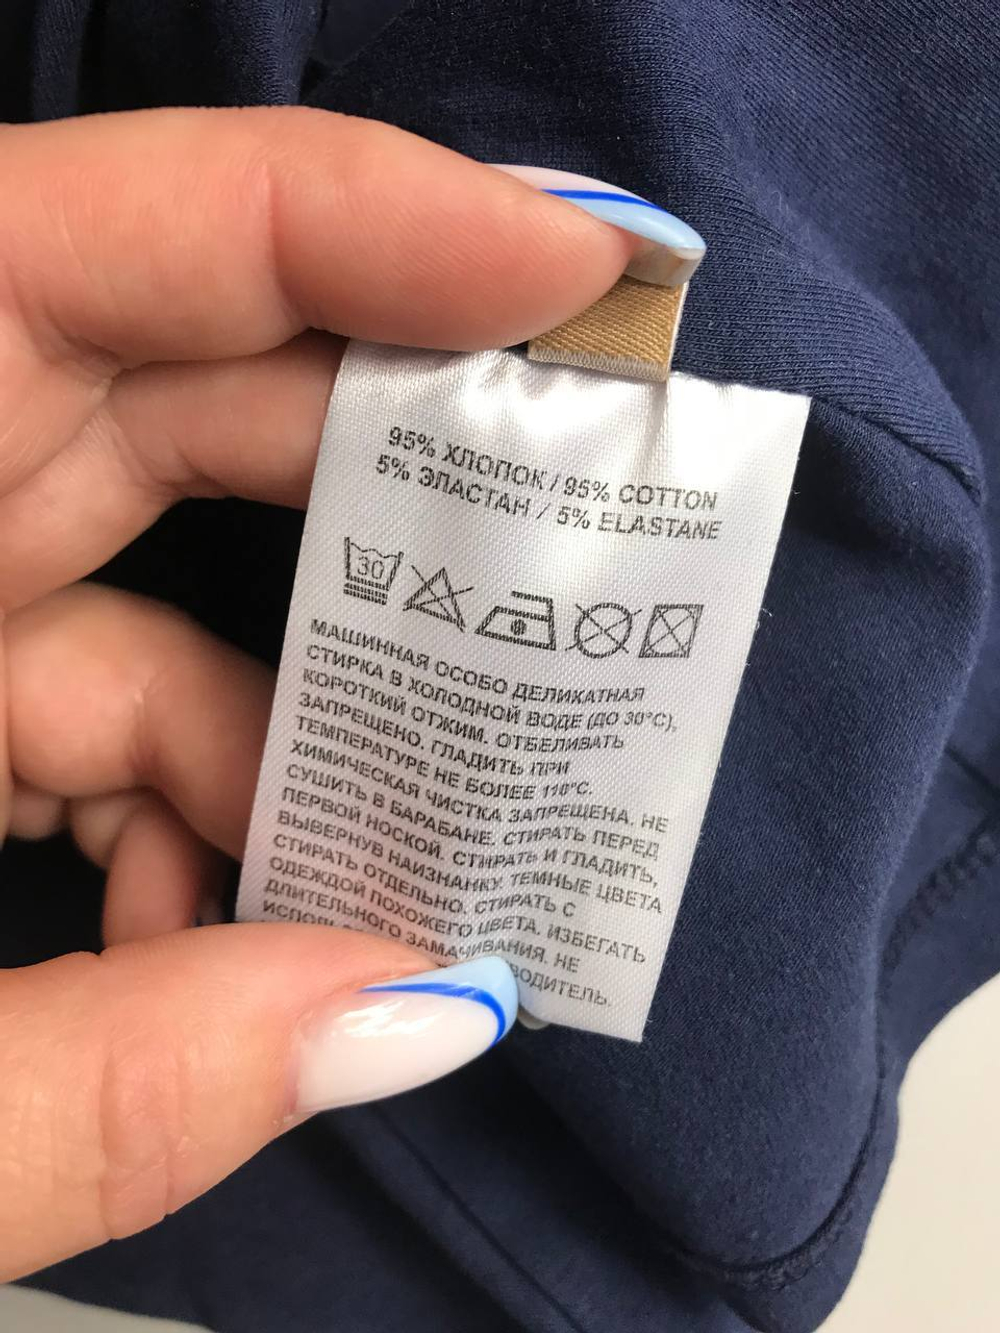 95% ХЛОПОК / 95% COTTON
5% ЭЛАСТАН / 5% ELASTANE
30
МАШИННАЯ ОСОБО ДЕЛИКАТНАЯ
СТИРКА В ХОЛОДНОЙ ВОДЕ (ДО 30°С),
КОРОТКИЙ ОТЖИМ. ОТБЕЛИВАТЬ
ЗАПРЕЩЕНО. ГЛАДИТЬ ПРИ
ТЕМПЕРАТУРЕ НЕ БОЛЕЕ 110°С.
ХИМИЧЕСКАЯ ЧИСТКА ЗАПРЕЩЕНА. НЕ
СУШИТЬ В БАРАБАНЕ. СТИРАТЬ ПЕРЕД
ПЕРВОЙ НОСКОЙ. СТИРАТЬ И ГЛАДИТЬ,
ВЫВЕРНУВ НАИЗНАНКУ. ТЕМНЫЕ ЦВЕТА
СТИРАТЬ ОТДЕЛЬНО. СТИРАТЬ С
ОДЕЖДОЙ ПОХОЖЕГО ЦВЕТА. ИЗБЕГАТЬ
ДЛИТЕЛЬНОГО ЗАМАЧИВАНИЯ. НЕ